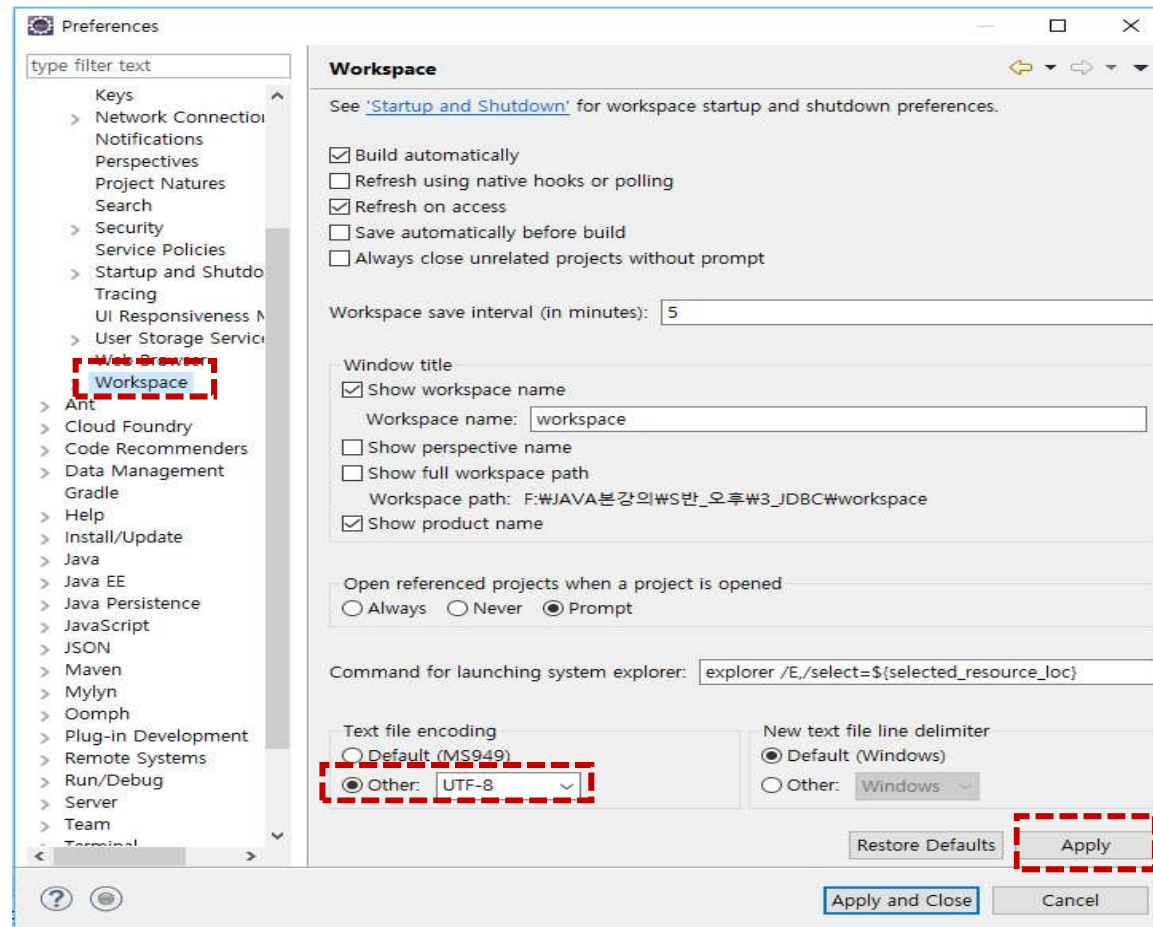 Preferences
type filter text
Keys
Network Connectio
Notifications
Perspectives
Project Natures
Search
Security
Service Policies
Startup and Shutdo
Tracing
UI Responsiveness
User Storage Servic
Web Browser
Workspace
Ant
Cloud Foundry
Code Recommenders
Data Management
Gradle
Help
Install/Update
Java
Java EE
Java Persistence
JavaScript
JSON
Maven
Mylyn
Oomph
Plug-in Development
Remote Systems
Run/Debug
Server
Team
Terminal
Workspace
See 'Startup and Shutdown' for workspace startup and shutdown preferences.
Build automatically
Refresh using native hooks or polling
Refresh on access
Save automatically before build
Always close unrelated projects without prompt
Workspace save interval (in minutes): 5
Window title
Show workspace name
Workspace name: workspace
Show perspective name
Show full workspace path
Workspace path: F:₩JAVA본강의₩S반_오후₩3_JDBC₩workspace
Show product name
Open referenced projects when a project is opened
Always Never Prompt
Command for launching system explorer: explorer /E,/select=${selected_resource_loc}
Text file encoding
Default (MS949)
Other: UTF-8
New text file line delimiter
Default (Windows)
Other: Windows
Restore Defaults Apply
Apply and Close Cancel